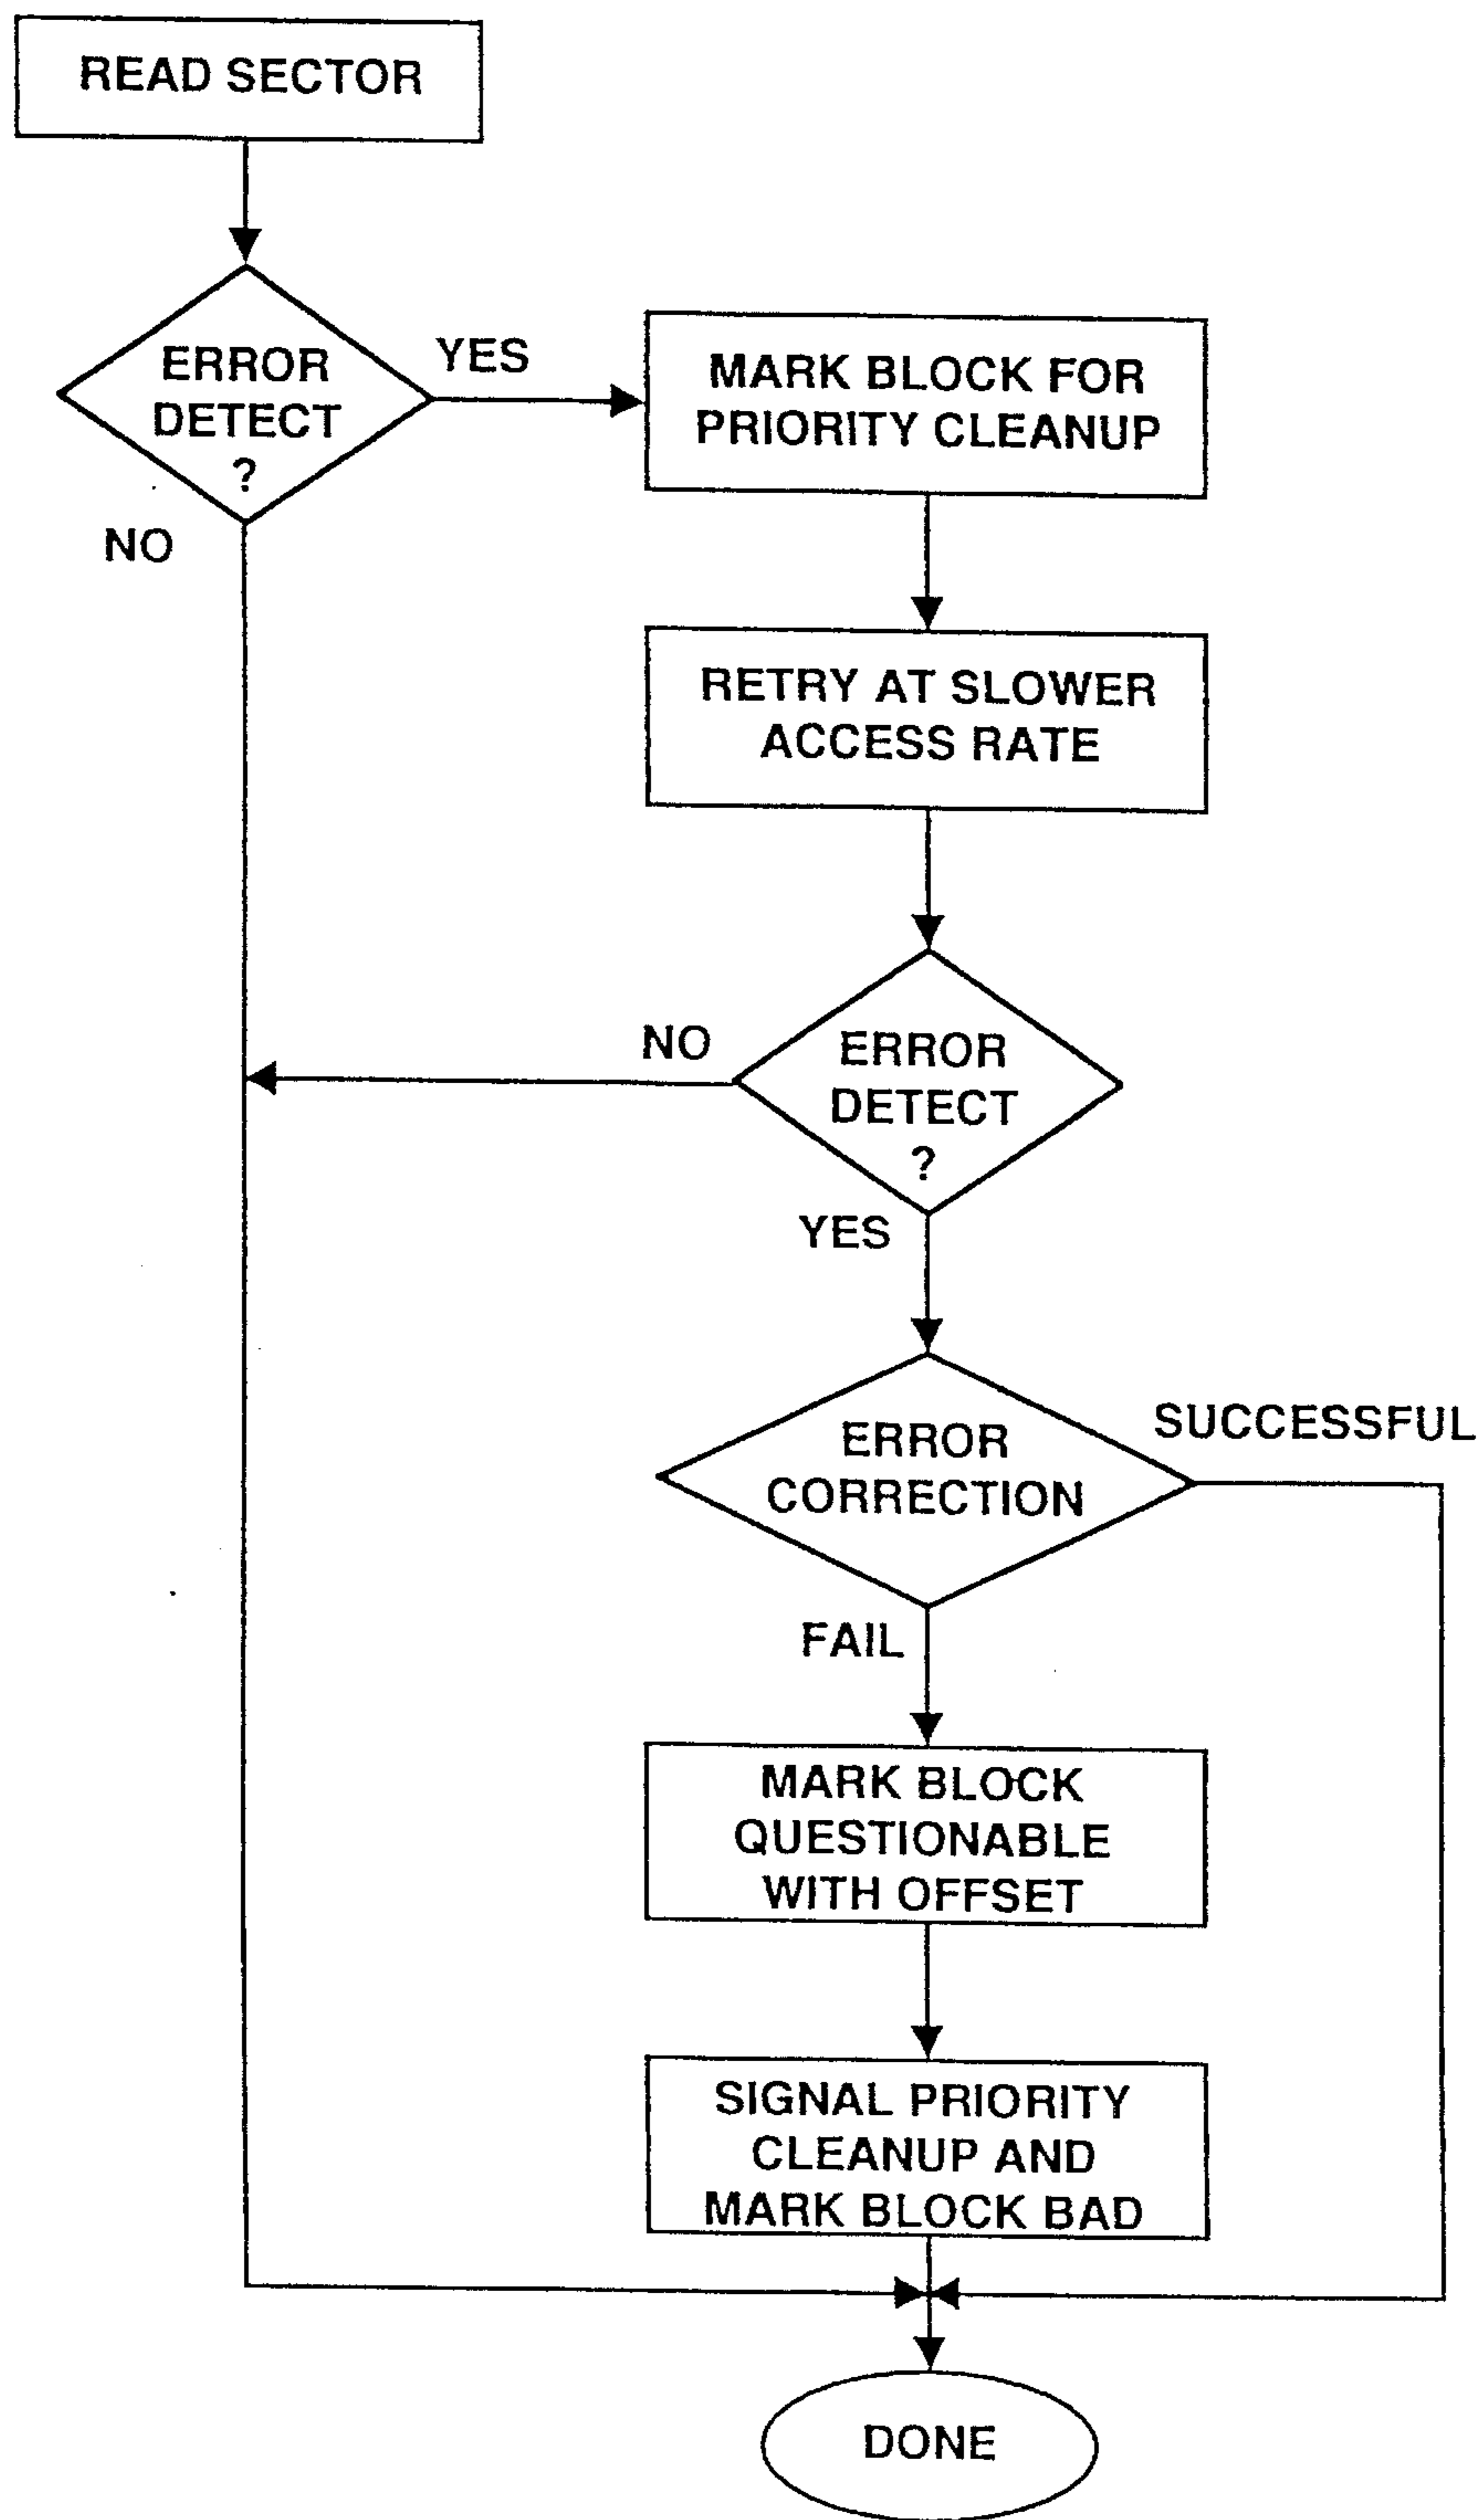 READ SECTOR
ERROR
DETECT
?
YES
NO
MARK BLOCK FOR
PRIORITY CLEANUP
RETRY AT SLOWER
ACCESS RATE
NO
ERROR
DETECT
?
YES
ERROR
CORRECTION
SUCCESSFUL
FAIL
MARK BLOCK
QUESTIONABLE
WITH OFFSET
SIGNAL PRIORITY
CLEANUP AND
MARK BLOCK BAD
DONE